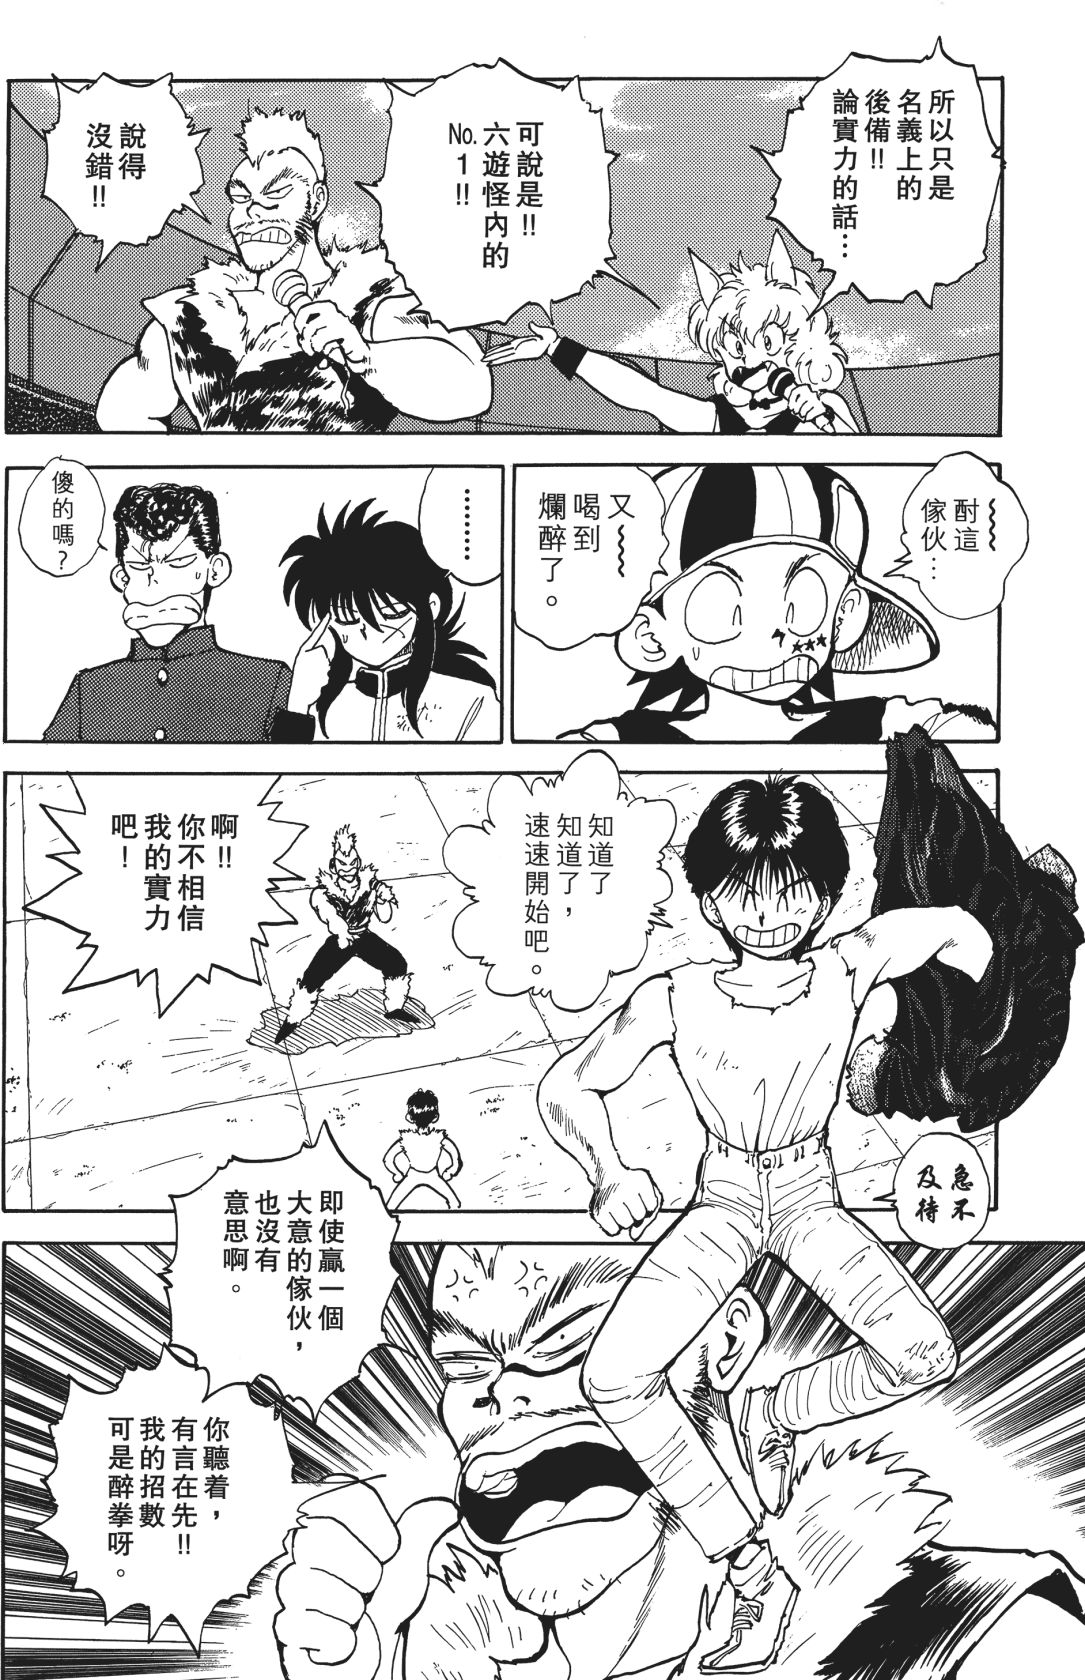 所以只是
名義上的
後備!!
論實力的話…
可說是!!
六遊怪內的
No.1!!
說得
沒錯!!
酎這
傢伙…
又
喝到
爛醉了。
………
傻的嗎?
知道了
知道了，
速速開始吧。
急不
及待
啊!!
你不相信
我的實力
吧!
即使贏一個
大意的傢伙，
也沒有
意思啊。
你聽着，
有言在先!!
我的招數
可是醉拳呀。